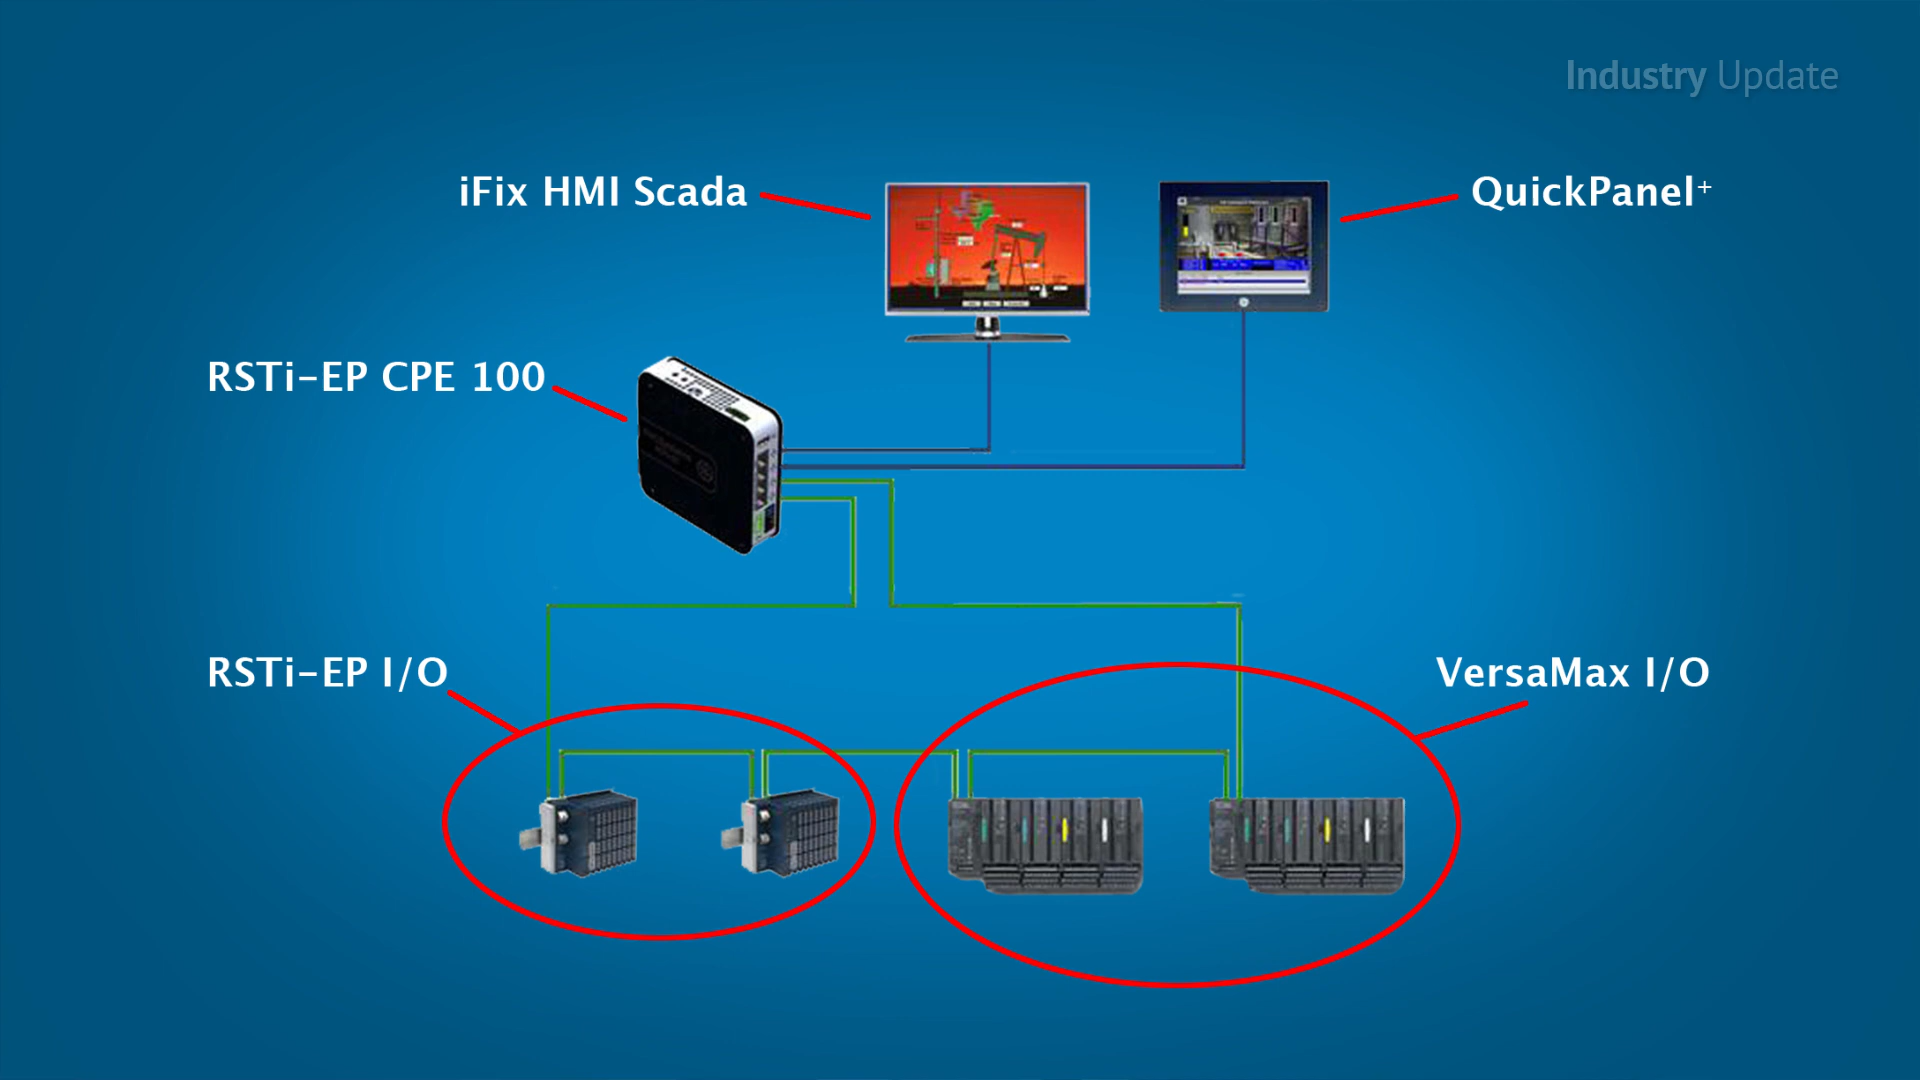 Industry Update
iFix HMI Scada
QuickPanel+
RSTi-EP CPE 100
RSTi-EP I/O
VersaMax I/O